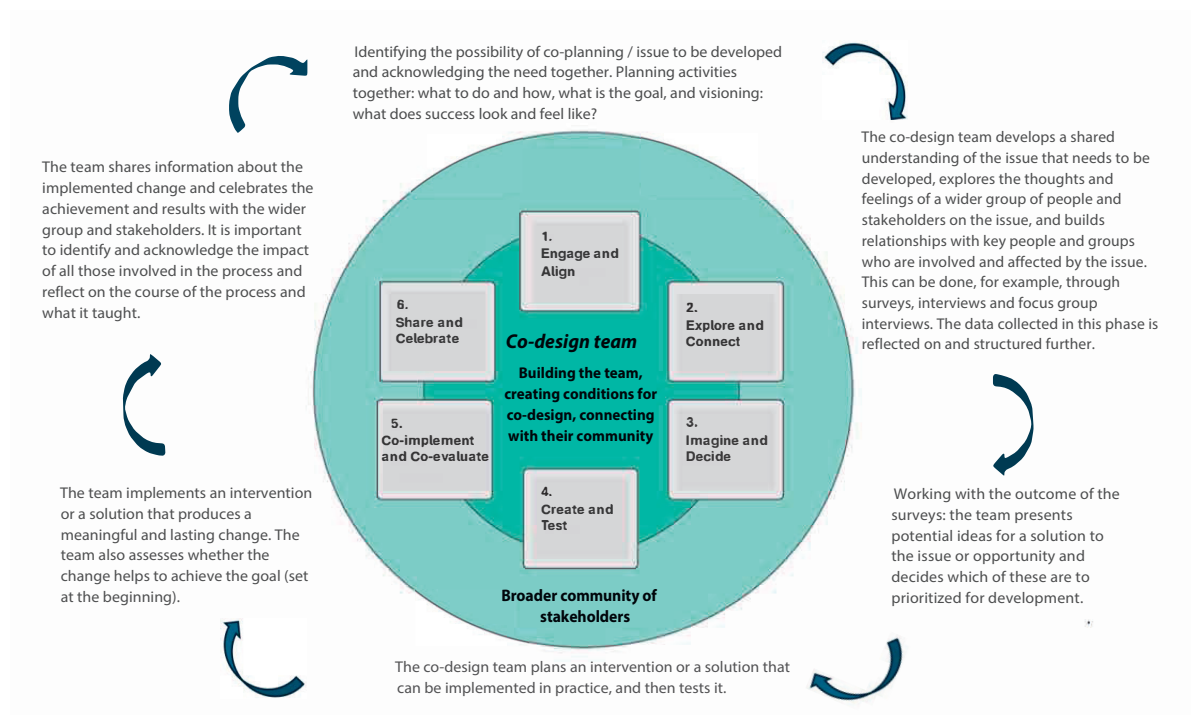 Identifying the possibility of co-planning / issue to be developed
and acknowledging the need together. Planning activities
together: what to do and how, what is the goal, and visioning:
what does success look and feel like?
The co-design team develops a shared
understanding of the issue that needs to be
developed, explores the thoughts and
feelings of a wider group of people and
stakeholders on the issue, and builds
relationships with key people and groups
who are involved and affected by the issue.
This can be done, for example, through
surveys, interviews and focus group
interviews. The data collected in this phase is
reflected on and structured further.
Working with the outcome of the
surveys: the team presents
potential ideas for a solution to
the issue or opportunity and
decides which of these are to
prioritized for development.
The co-design team plans an intervention or a solution that
can be implemented in practice, and then tests it.
The team implements an intervention
or a solution that produces a
meaningful and lasting change. The
team also assesses whether the
change helps to achieve the goal (set
at the beginning).
The team shares information about the
implemented change and celebrates the
achievement and results with the wider
group and stakeholders. It is important
to identify and acknowledge the impact
of all those involved in the process and
reflect on the course of the process and
what it taught.
1.
Engage and
Align
2.
Explore and
Connect
3.
Imagine and
Decide
4.
Create and
Test
5.
Co-implement
and Co-evaluate
6.
Share and
Celebrate
Co-design team
Building the team,
creating conditions for
co-design, connecting
with their community
Broader community of
stakeholders